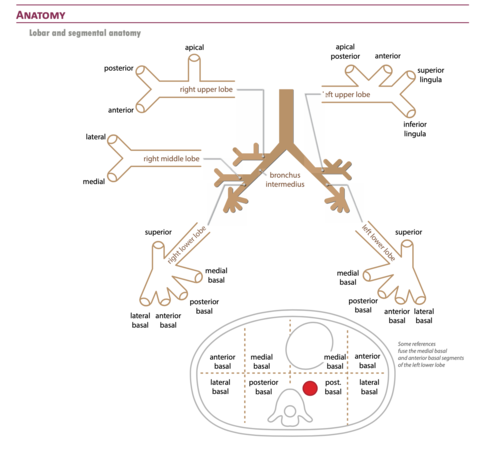 ANATOMY
Lobar and segmental anatomy
apical
posterior
right upper lobe
anterior
apical
posterior
anterior
superior
lingula
left upper lobe
inferior
lingula
lateral
right middle lobe
medial
bronchus
intermedius
superior
right lower lobe
medial
basal
posterior
basal
lateral
basal
anterior
basal
left lower lobe
superior
medial
basal
posterior
basal
anterior
basal
lateral
basal
anterior
basal
medial
basal
medial
basal
anterior
basal
lateral
basal
posterior
basal
post.
basal
lateral
basal
Some references
fuse the medial basal
and anterior basal segments
of the left lower lobe